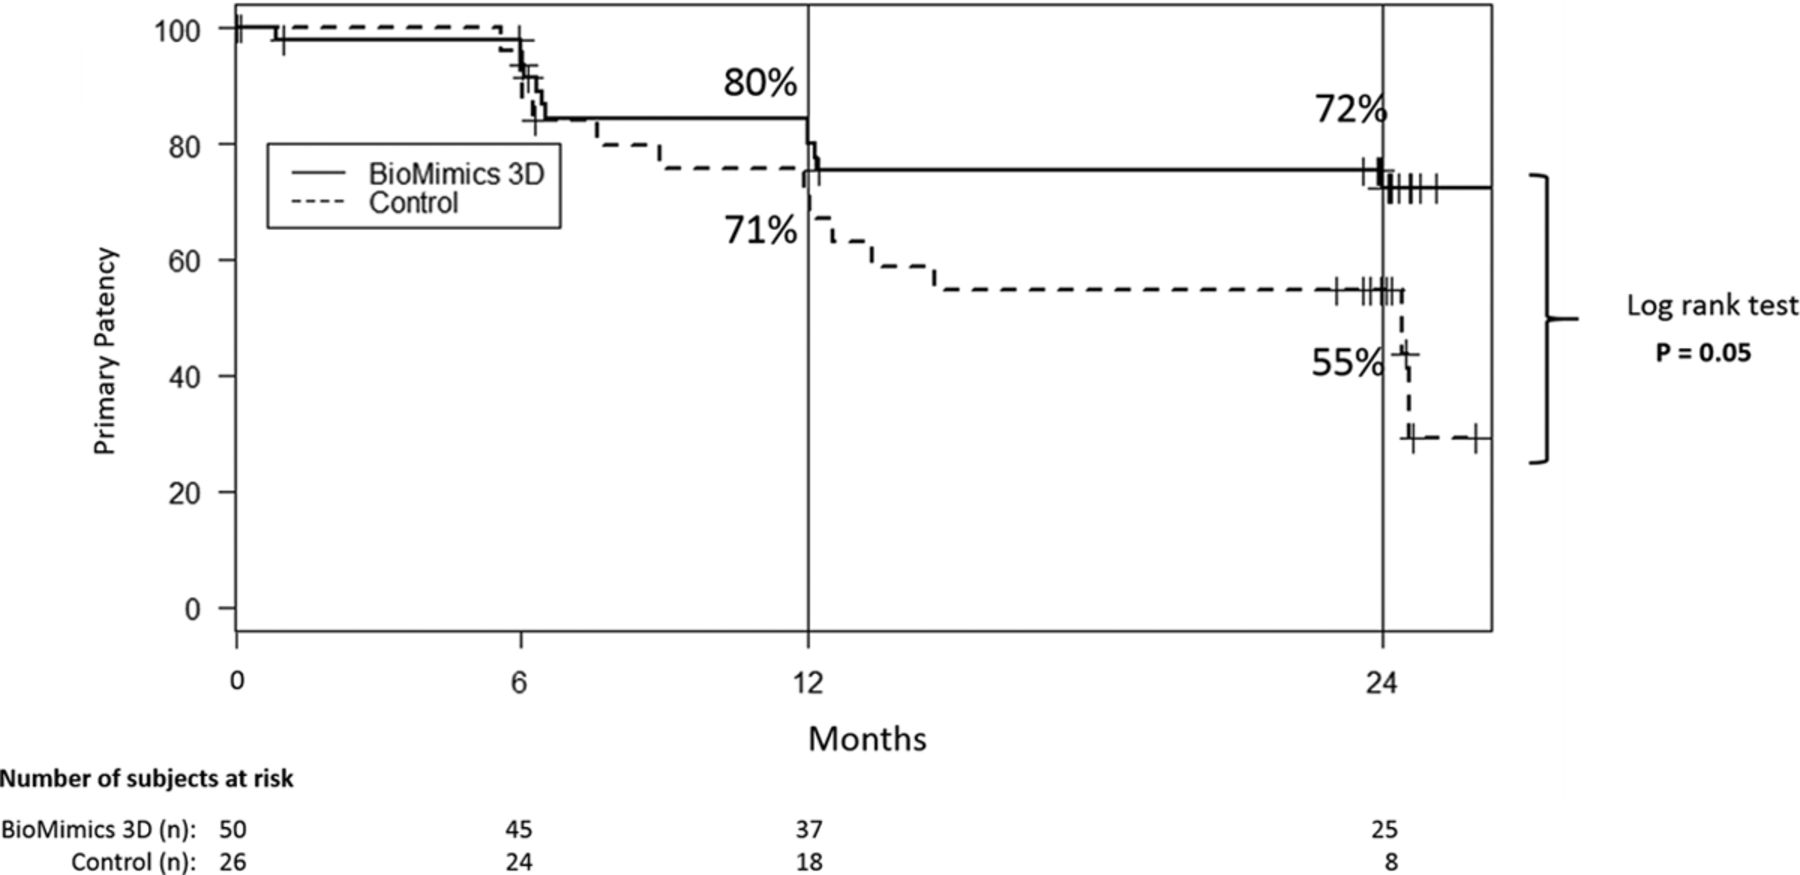 100
80
60
40
20
0
Primary Patency
BioMimics 3D
Control
80%
71%
72%
55%
Log rank test
P = 0.05
0 6 12 24
Months
Number of subjects at risk
BioMimics 3D (n): 50 45 37 25
Control (n): 26 24 18 8